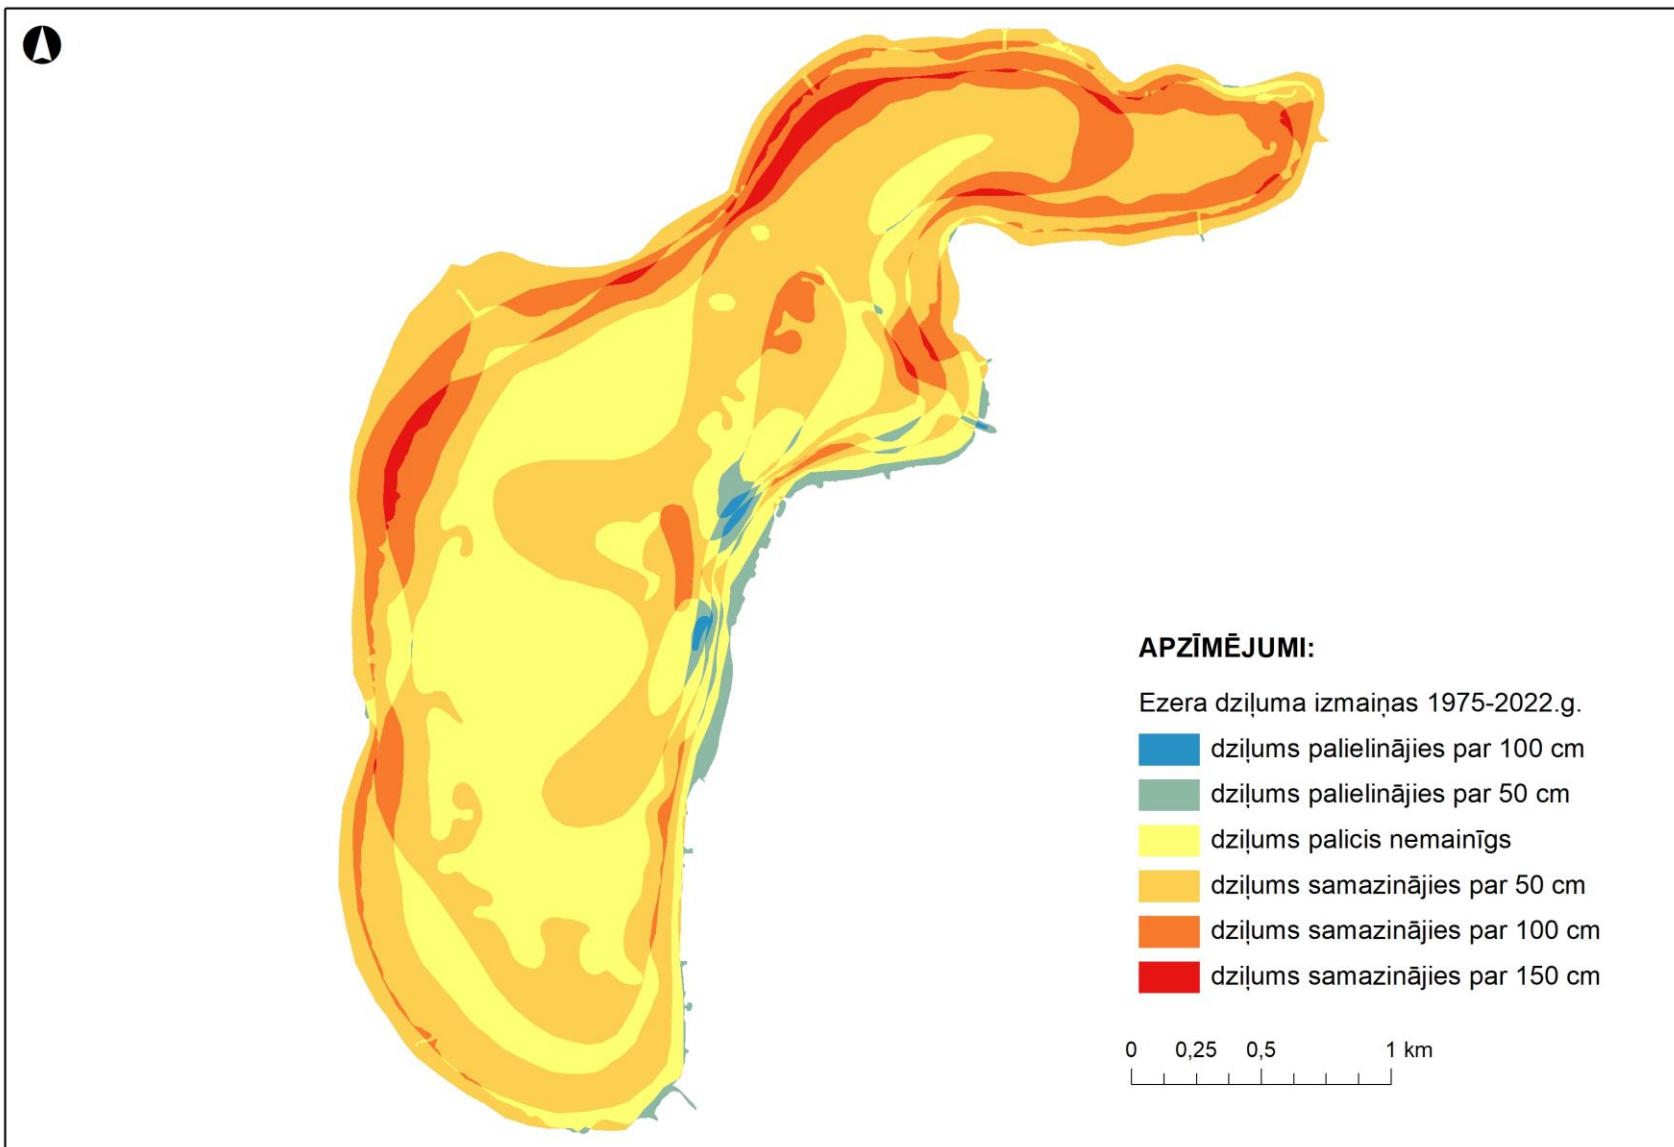 APZĪMĒJUMI:
Ezera dziļuma izmaiņas 1975-2022.g.
dziļums palielinājies par 100 cm
dziļums palielinājies par 50 cm
dziļums palicis nemainīgs
dziļums samazinājies par 50 cm
dziļums samazinājies par 100 cm
dziļums samazinājies par 150 cm
0 0,25 0,5 1 km